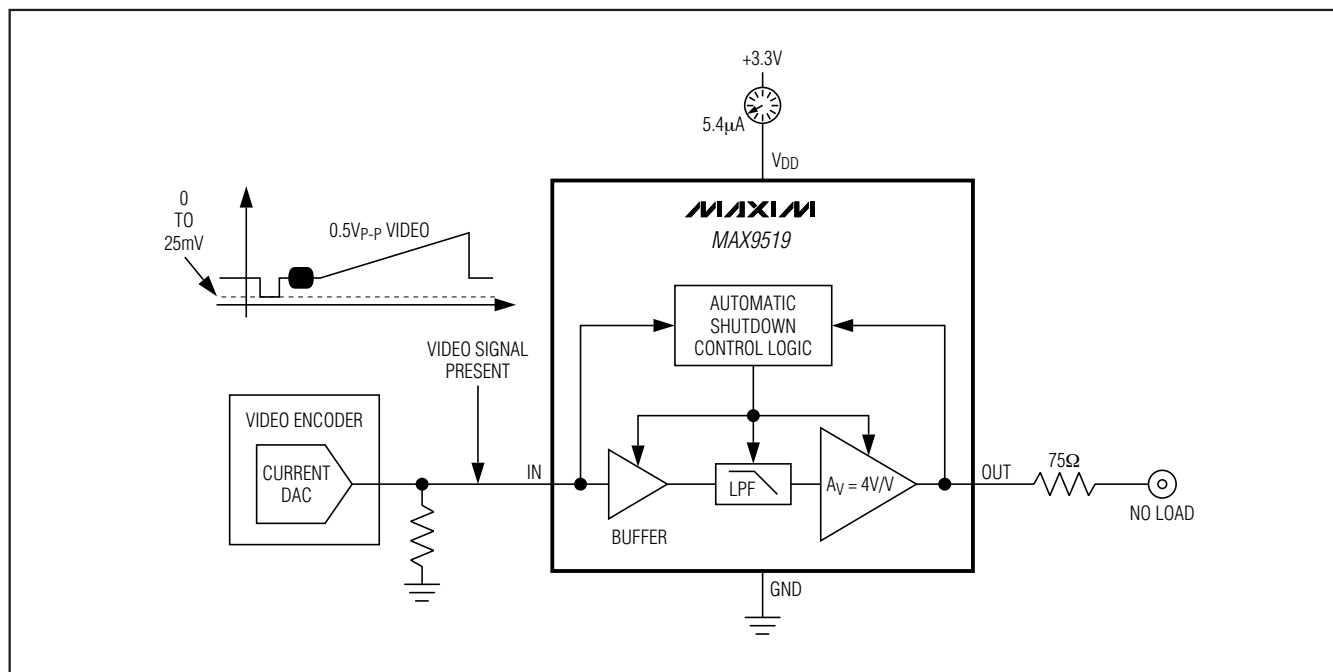 +3.3V
5.4µA
VDD
0
TO
25mV
0.5VP-P VIDEO
MAXIM
MAX9519
AUTOMATIC
SHUTDOWN
CONTROL LOGIC
VIDEO SIGNAL
PRESENT
VIDEO ENCODER
CURRENT
DAC
IN
BUFFER
LPF
AV = 4V/V
OUT
75Ω
NO LOAD
GND